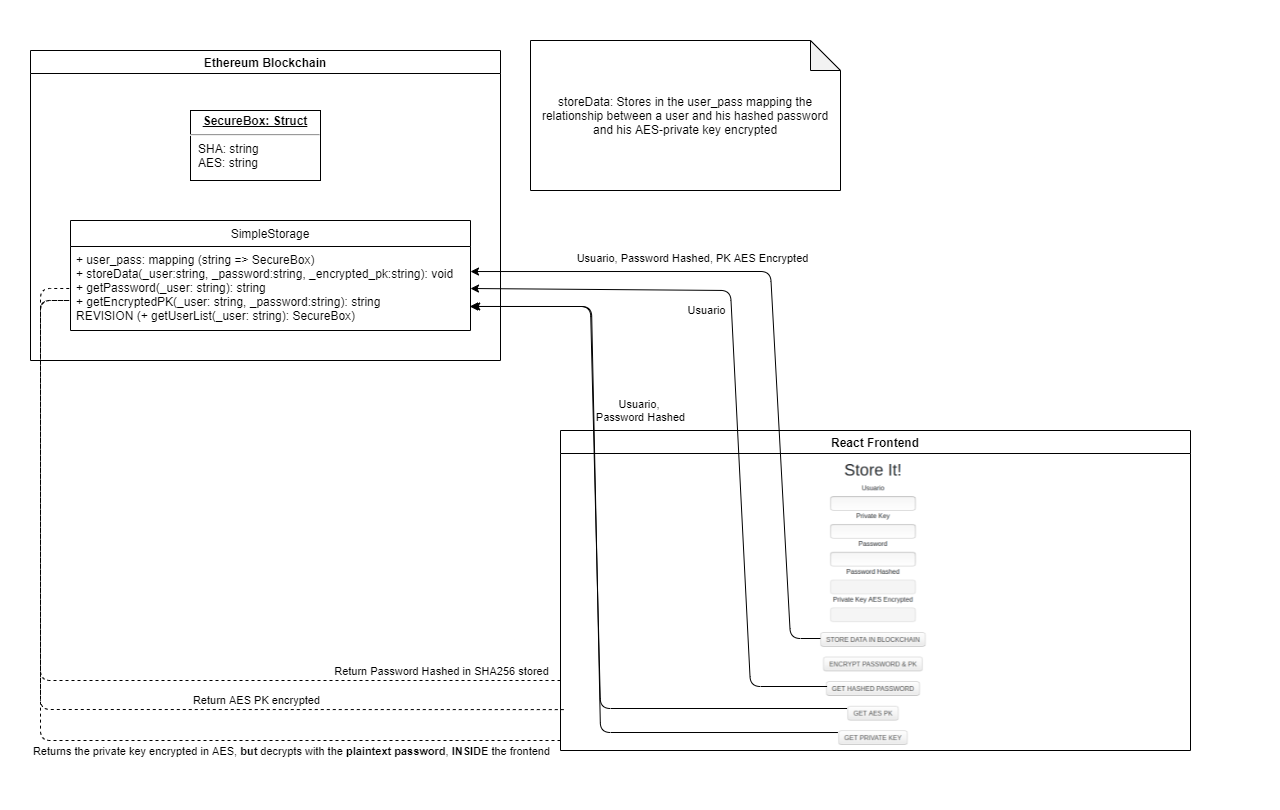 Ethereum Blockchain
SecureBox: Struct
SHA: string
AES: string
storeData: Stores in the user_pass mapping the
relationship between a user and his hashed password
and his AES-private key encrypted
SimpleStorage
+ user_pass: mapping (string => SecureBox)
+ storeData(_user:string, _password:string, _encrypted_pk:string): void
+ getPassword(_user: string): string
+ getEncryptedPK(_user: string, _password:string): string
REVISION (+ getUserList(_user: string): SecureBox)
Usuario, Password Hashed, PK AES Encrypted
Usuario
Usuario,
Password Hashed
React Frontend
Store It!
Usuario
Private Key
Password
Password Hashed
Private Key AES Encrypted
STORE DATA IN BLOCKCHAIN
ENCRYPT PASSWORD & PK
GET HASHED PASSWORD
GET AES PK
GET PRIVATE KEY
Return Password Hashed in SHA256 stored
Return AES PK encrypted
Returns the private key encrypted in AES, but decrypts with the plaintext password, INSIDE the frontend